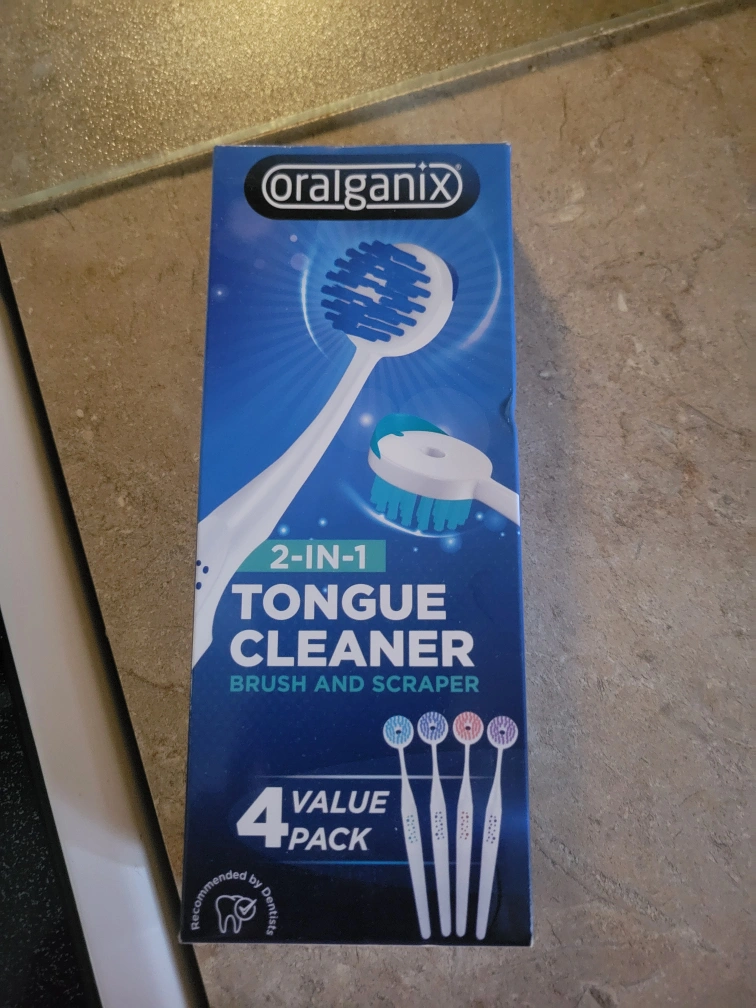 oralganix®
2-IN-1
TONGUE
CLEANER
BRUSH AND SCRAPER
4 VALUE
PACK
Recommended by Dentists